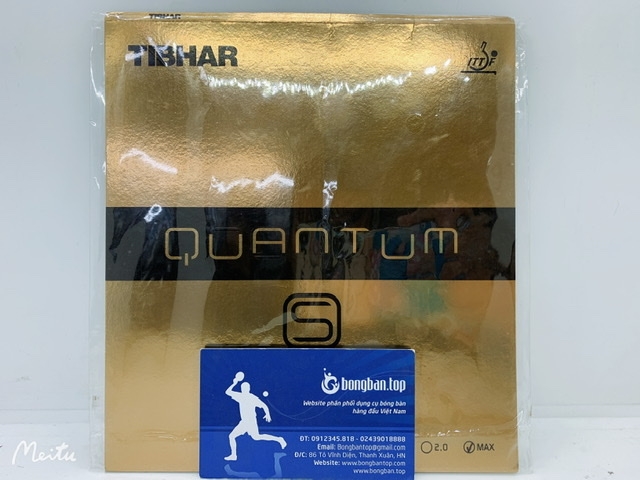 TIBHAR
TIBHAR
ITTF
QUANTUM
S
bongban.top
Website phân phối dụng cụ bóng bàn
hàng đầu Việt Nam
ĐT: 0912345.818 - 02439018888
Email: Bongbantop@gmail.com
Đ/C: 86 Tô Vĩnh Diện, Thanh Xuân, HN
Website: www.bongbantop.com
www.bongban.top
2.0 MAX
Meitu